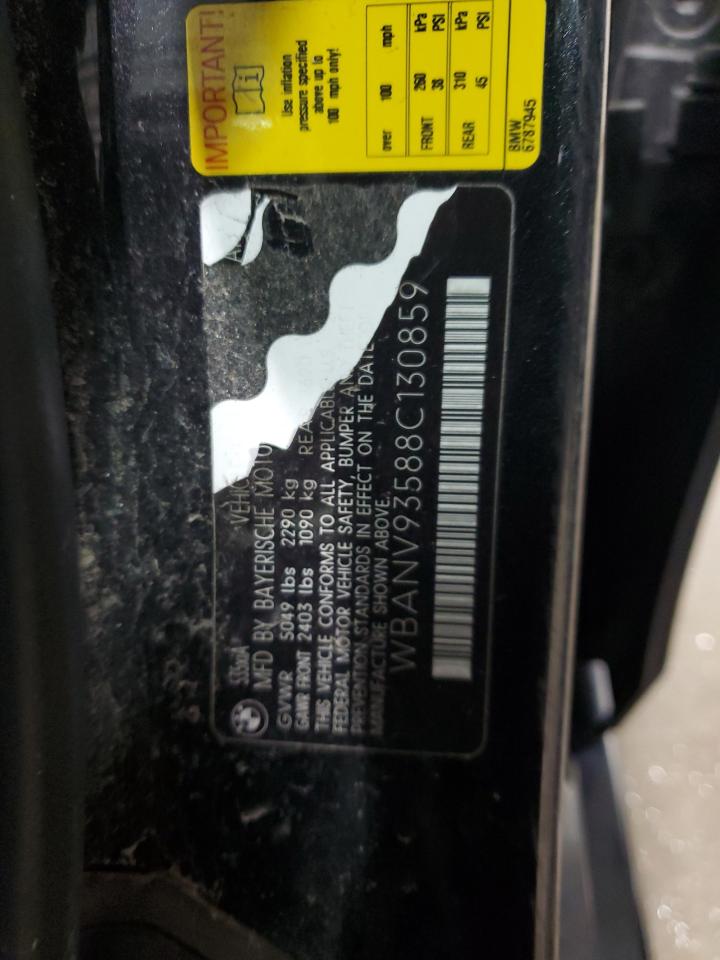 IMPORTANT!
Use inflation
pressure specified
above up to
100 mph only!
over 100 mph
FRONT 260 kPa
38 PSI
REAR 310 kPa
45 PSI
BMW
6787945
535xiA
BMW
MFD BY BAYERISCHE
GVWR 5049 lbs 2290 kg
GAWR FRONT 2403 lbs 1090 kg
THIS VEHICLE CONFORMS TO ALL
FEDERAL MOTOR VEHICLE SAFETY, BUMPER
PREVENTION STANDARDS IN EFFECT ON THE DATE
MANUFACTURE SHOWN ABOVE.
WBANV93588C130859